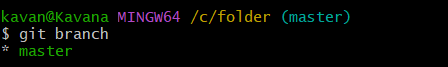 kavan@Kavana MINGW64 /c/folder (master)
$ git branch
* master